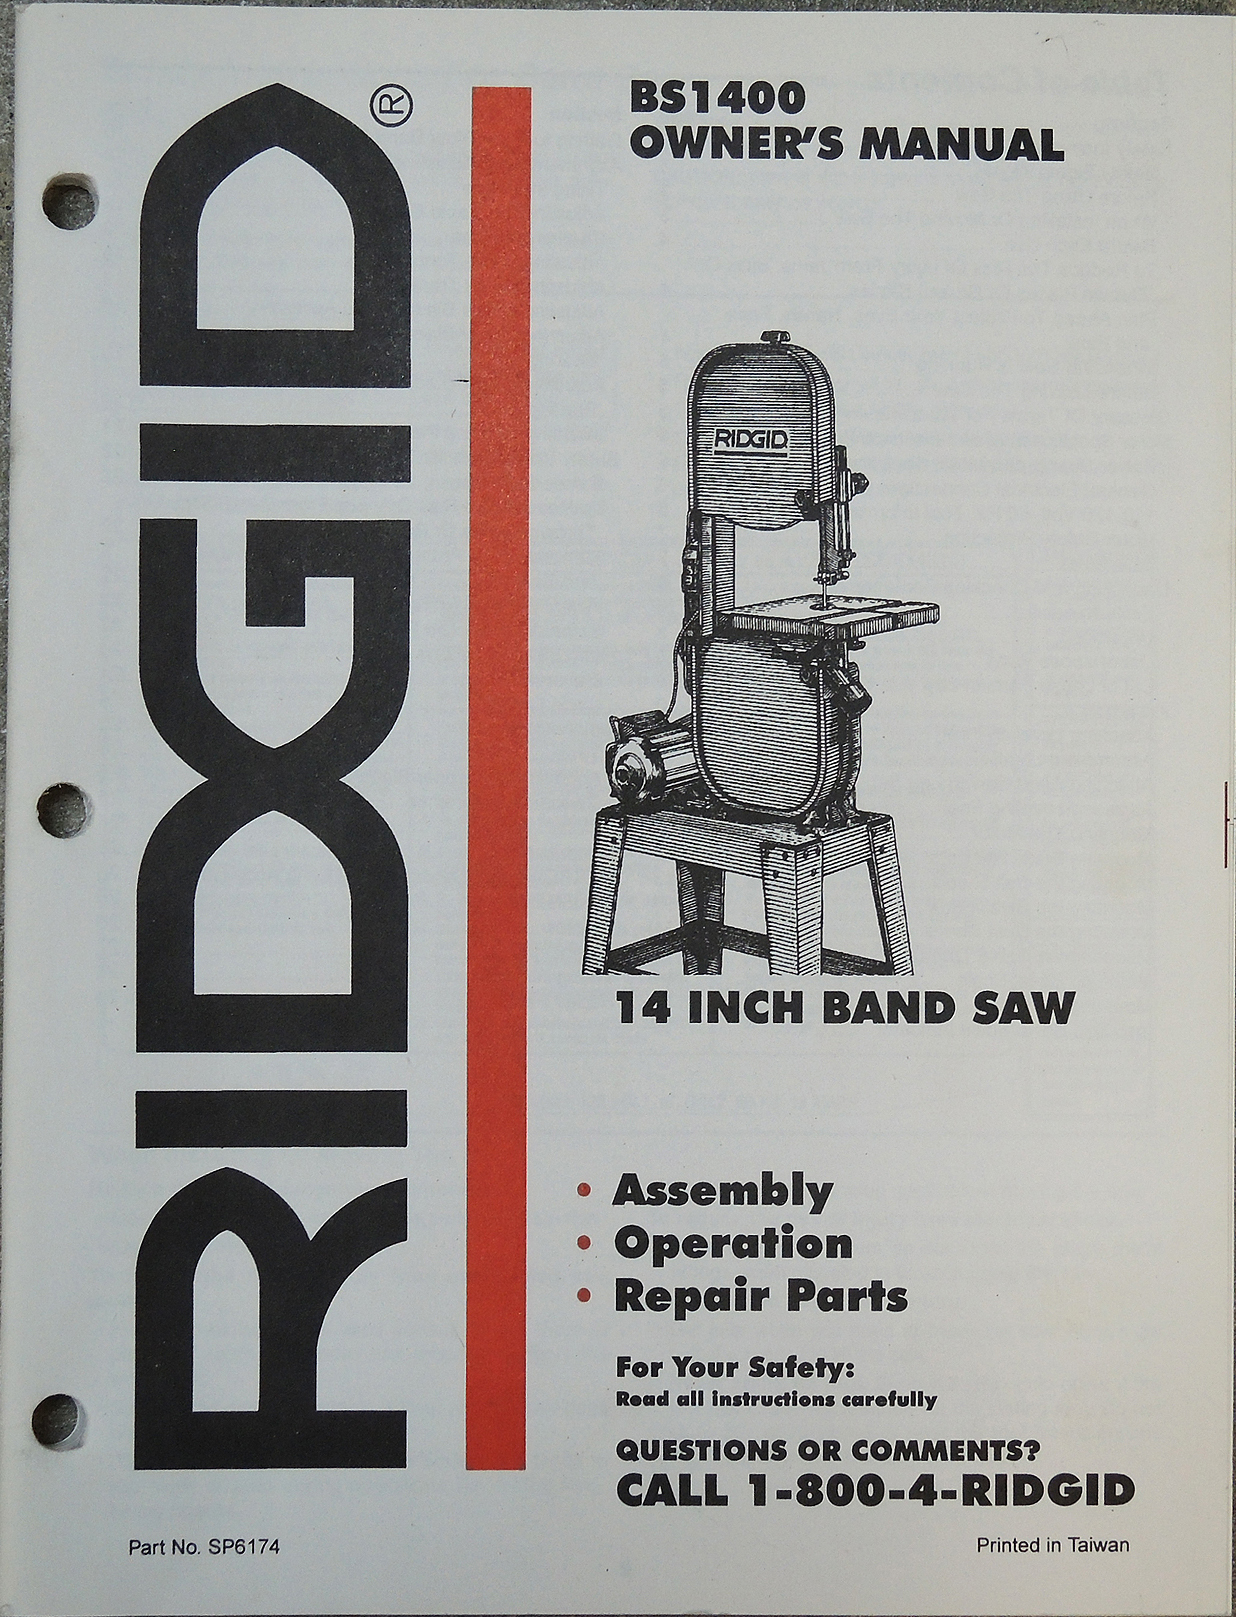 RIDGID®
BS1400
OWNER'S MANUAL
RIDGID
14 INCH BAND SAW
• Assembly
• Operation
• Repair Parts
For Your Safety:
Read all instructions carefully
QUESTIONS OR COMMENTS?
CALL 1-800-4-RIDGID
Part No. SP6174
Printed in Taiwan